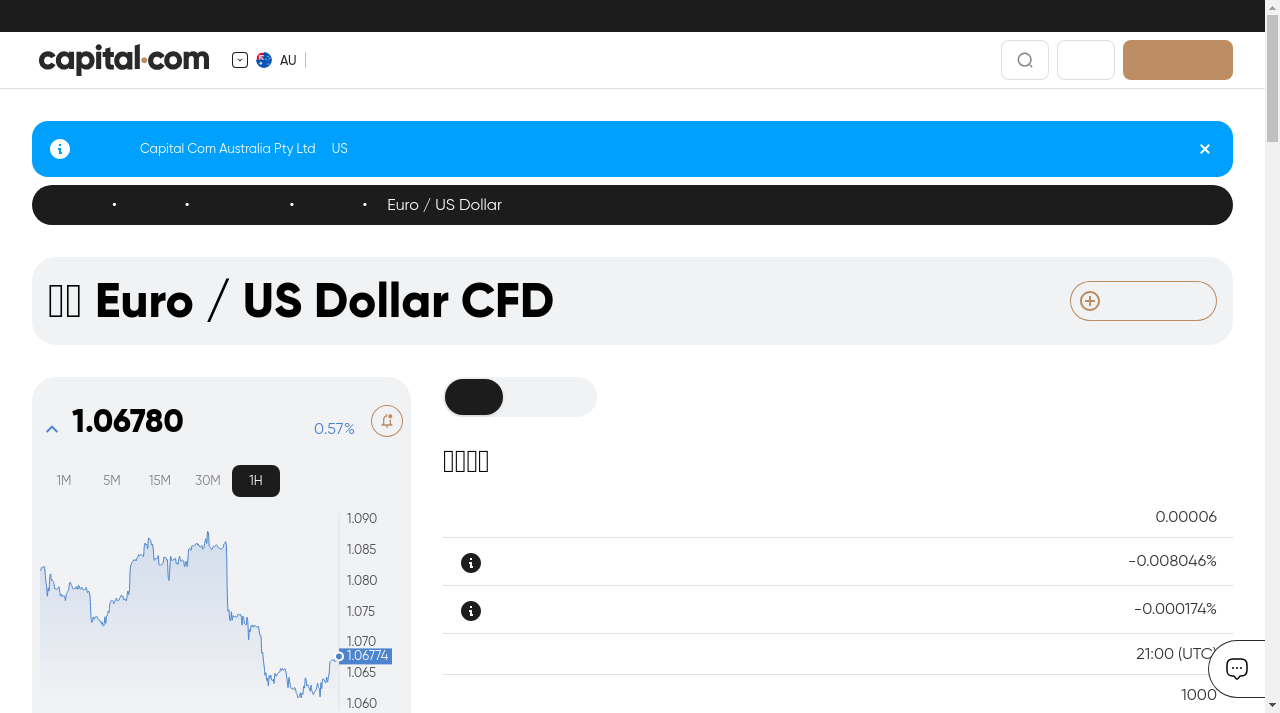 capital.com
AU
Capital Com Australia Pty Ltd US
Euro / US Dollar
Euro / US Dollar CFD
1.06780
0.57%
1M 5M 15M 30M 1H
1.090
1.085
1.080
1.075
1.070
1.06774
1.065
1.060
0.00006
-0.008046%
-0.000174%
21:00 (UTC)
1000